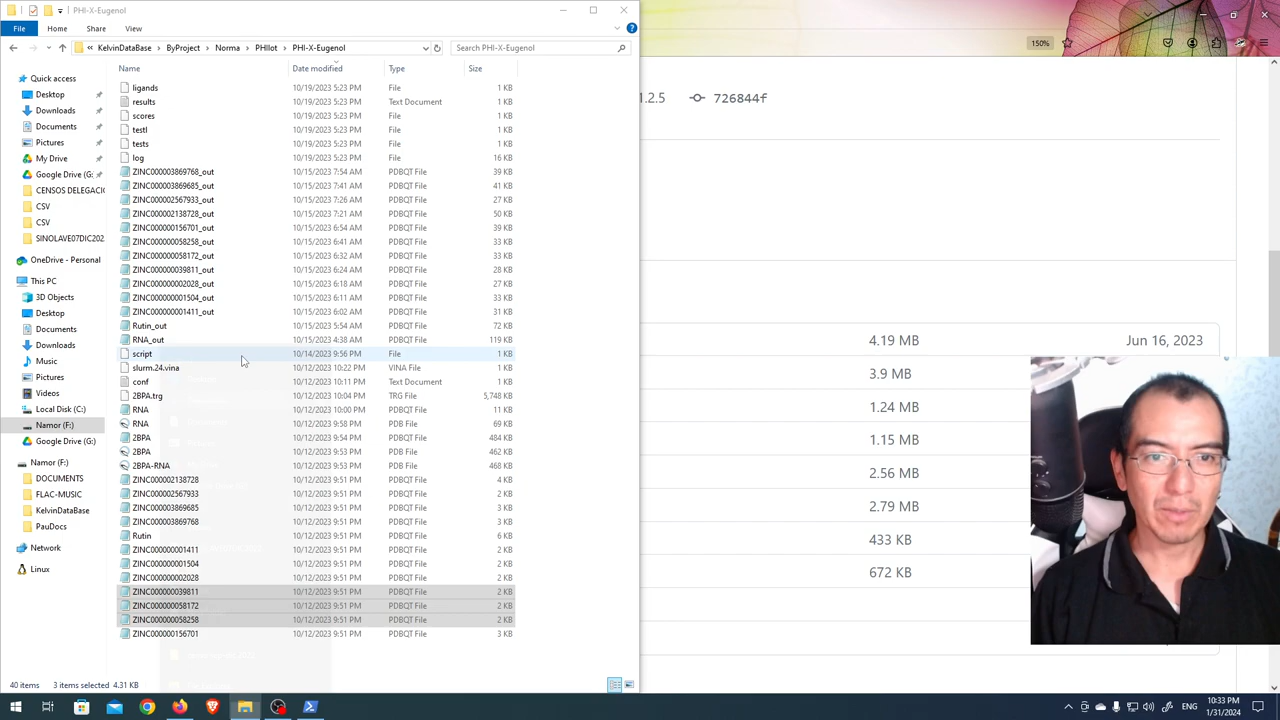 PHI-X-Eugenol
File Home Share View
KelvinDataBase ByProject Norma PHIlot PHI-X-Eugenol Search PHI-X-Eugenol 150%
Name Date modified Type Size
Quick access
Desktop
Downloads
Documents
Pictures
My Drive
Google Drive (G:
CENSOS DELEGACIO
CSV
CSV
SINOLAVE07DIC202
OneDrive - Personal
This PC
3D Objects
Desktop
Documents
Downloads
Music
Pictures
Videos
Local Disk (C:)
Namor (F:)
Google Drive (G:)
Namor (F:)
DOCUMENTS
FLAC-MUSIC
KelvinDataBase
PauDocs
Network
Linux
ligands 10/19/2023 5:23 PM File 1 KB
results 10/19/2023 5:23 PM Text Document 1 KB
scores 10/19/2023 5:23 PM File 1 KB
testl 10/19/2023 5:23 PM File 1 KB
tests 10/19/2023 5:23 PM File 1 KB
log 10/19/2023 5:23 PM File 16 KB
ZINC000003869768_out 10/15/2023 7:54 AM PDBQT File 39 KB
ZINC000003869685_out 10/15/2023 7:41 AM PDBQT File 41 KB
ZINC000002567933_out 10/15/2023 7:26 AM PDBQT File 27 KB
ZINC000002138728_out 10/15/2023 7:21 AM PDBQT File 50 KB
ZINC000000156701_out 10/15/2023 6:54 AM PDBQT File 39 KB
ZINC000000058258_out 10/15/2023 6:41 AM PDBQT File 33 KB
ZINC000000058172_out 10/15/2023 6:32 AM PDBQT File 33 KB
ZINC000000039811_out 10/15/2023 6:24 AM PDBQT File 28 KB
ZINC000000002028_out 10/15/2023 6:18 AM PDBQT File 27 KB
ZINC000000001504_out 10/15/2023 6:11 AM PDBQT File 33 KB
ZINC000000001411_out 10/15/2023 6:02 AM PDBQT File 31 KB
Rutin_out 10/15/2023 5:54 AM PDBQT File 72 KB
RNA_out 10/15/2023 4:38 AM PDBQT File 119 KB
script 10/14/2023 9:56 PM File 1 KB
slurm.24.vina 10/12/2023 10:22 PM VINA File 1 KB
conf 10/12/2023 10:11 PM Text Document 1 KB
2BPA.trg 10/12/2023 10:04 PM TRG File 5,748 KB
RNA 10/12/2023 10:00 PM PDBQT File 11 KB
RNA 10/12/2023 9:58 PM PDB File 69 KB
2BPA 10/12/2023 9:54 PM PDBQT File 484 KB
2BPA 10/12/2023 9:53 PM PDB File 462 KB
2BPA-RNA 10/12/2023 9:53 PM PDB File 468 KB
ZINC000002138728 10/12/2023 9:51 PM PDBQT File 4 KB
ZINC000002567933 10/12/2023 9:51 PM PDBQT File 2 KB
ZINC000003869685 10/12/2023 9:51 PM PDBQT File 3 KB
ZINC000003869768 10/12/2023 9:51 PM PDBQT File 3 KB
Rutin 10/12/2023 9:51 PM PDBQT File 6 KB
ZINC000000001411 10/12/2023 9:51 PM PDBQT File 2 KB
ZINC000000001504 10/12/2023 9:51 PM PDBQT File 2 KB
ZINC000000002028 10/12/2023 9:51 PM PDBQT File 2 KB
ZINC000000039811 10/12/2023 9:51 PM PDBQT File 2 KB
ZINC000000058172 10/12/2023 9:51 PM PDBQT File 2 KB
ZINC000000058258 10/12/2023 9:51 PM PDBQT File 2 KB
ZINC000000156701 10/12/2023 9:51 PM PDBQT File 3 KB
40 items 3 items selected 4.31 KB
1.2.5 726844f
4.19 MB Jun 16, 2023
3.9 MB
1.24 MB
1.15 MB
2.56 MB
2.79 MB
433 KB
672 KB
ENG
10:33 PM
1/31/2024